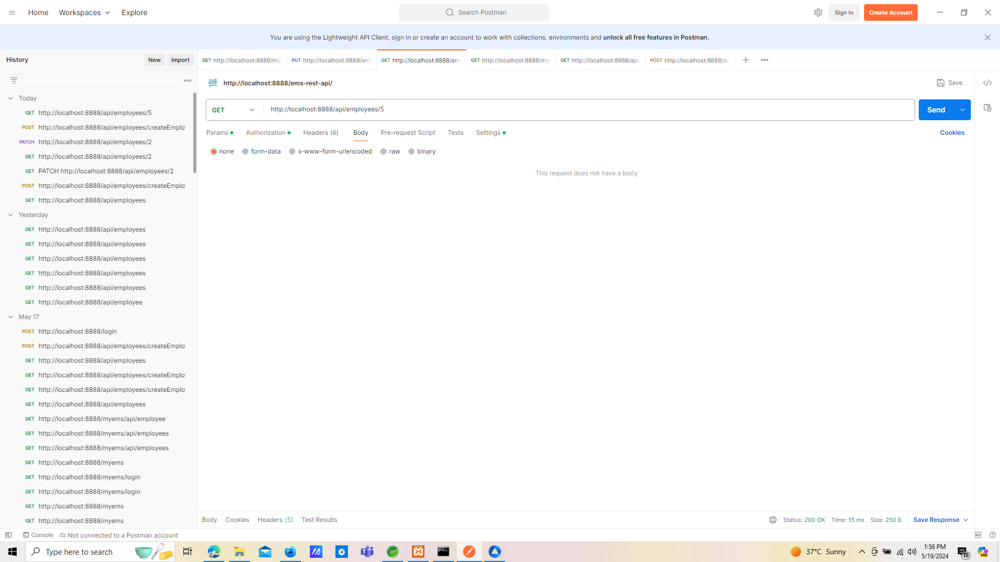 Home Workspaces Explore
Search Postman
Sign In Create Account
You are using the Lightweight API Client, sign in or create an account to work with collections, environments and unlock all free features in Postman.
History New Import
GET http://localhost:8888/my
PUT http://localhost:8888/em
GET http://localhost:8888/em
GET http://localhost:8888/my
GET http://localhost:8888/api
POST http://localhost:8888/au
HTTP http://localhost:8888/ems-rest-api/
Save
GET http://localhost:8888/api/employees/5
Send
Params Authorization Headers (6) Body Pre-request Script Tests Settings Cookies
none form-data x-www-form-urlencoded raw binary
This request does not have a body
Today
GET http://localhost:8888/api/employees/5
POST http://localhost:8888/api/employees/createEmplo
PATCH http://localhost:8888/api/employees/2
GET http://localhost:8888/api/employees/2
GET PATCH http://localhost:8888/api/employees/2
POST http://localhost:8888/api/employees/createEmplo
GET http://localhost:8888/api/employees
Yesterday
GET http://localhost:8888/api/employees
GET http://localhost:8888/api/employees
GET http://localhost:8888/api/employees
GET http://localhost:8888/api/employees
GET http://localhost:8888/api/employees
GET http://localhost:8888/api/employee
May 17
POST http://localhost:8888/login
POST http://localhost:8888/api/employees/createEmplo
GET http://localhost:8888/api/employees
GET http://localhost:8888/api/employees/createEmplo
GET http://localhost:8888/api/employees/createEmplo
GET http://localhost:8888/api/employees
GET http://localhost:8888/myems/api/employee
GET http://localhost:8888/myems/api/employees
GET http://localhost:8888/myems/api/employees
GET http://localhost:8888/myems
GET http://localhost:8888/myems/login
GET http://localhost:8888/myems/login
GET http://localhost:8888/myems
GET http://localhost:8888/myems
Body Cookies Headers (5) Test Results
Status: 200 OK Time: 15 ms Size: 250 B Save Response
Console Not connected to a Postman account
Type here to search
37°C Sunny
1:56 PM
5/19/2024
18
PRE